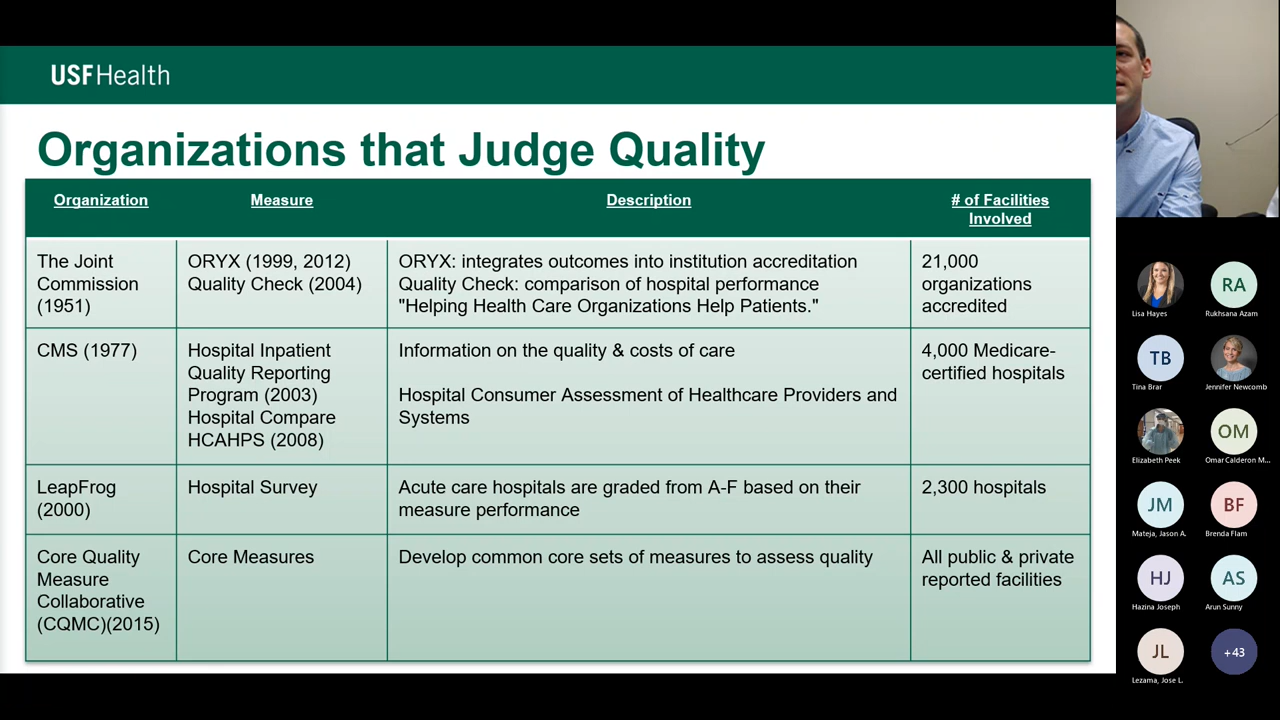 USF Health
Organizations that Judge Quality
Organization
Measure
Description
# of Facilities
Involved
The Joint
Commission
(1951)
ORYX (1999, 2012)
Quality Check (2004)
ORYX: integrates outcomes into institution accreditation
Quality Check: comparison of hospital performance
"Helping Health Care Organizations Help Patients."
21,000
organizations
accredited
CMS (1977)
Hospital Inpatient
Quality Reporting
Program (2003)
Hospital Compare
HCAHPS (2008)
Information on the quality & costs of care
Hospital Consumer Assessment of Healthcare Providers and
Systems
4,000 Medicare-
certified hospitals
LeapFrog
(2000)
Hospital Survey
Acute care hospitals are graded from A-F based on their
measure performance
2,300 hospitals
Core Quality
Measure
Collaborative
(CQMC)(2015)
Core Measures
Develop common core sets of measures to assess quality
All public & private
reported facilities
RA
Lisa Hayes
Rukhsana Azam
TB
Tina Brar
Jennifer Newcomb
OM
Elizabeth Peek
Omar Calderon M...
JM
BF
Mateja, Jason A.
Brenda Flam
HJ
AS
Hazina Joseph
Arun Sunny
JL
+43
Lezama, Jose L.